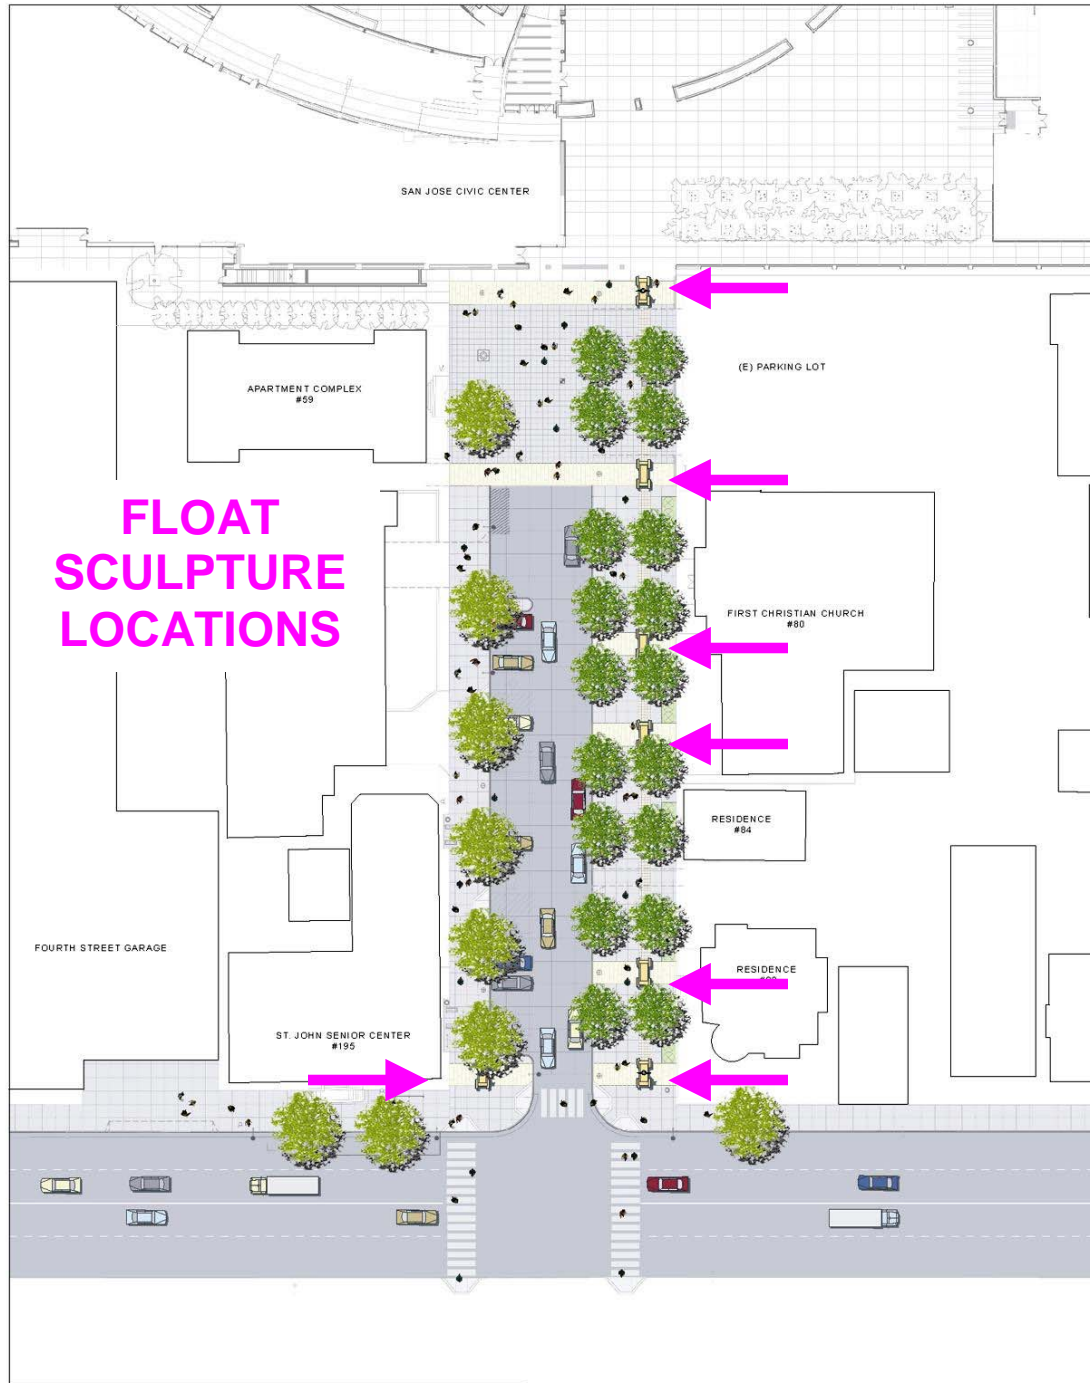 SAN JOSE CIVIC CENTER
(E) PARKING LOT
APARTMENT COMPLEX
#59
FLOAT
SCULPTURE
LOCATIONS
FIRST CHRISTIAN CHURCH
#80
RESIDENCE
#84
FOURTH STREET GARAGE
RESIDENCE
ST. JOHN SENIOR CENTER
#195